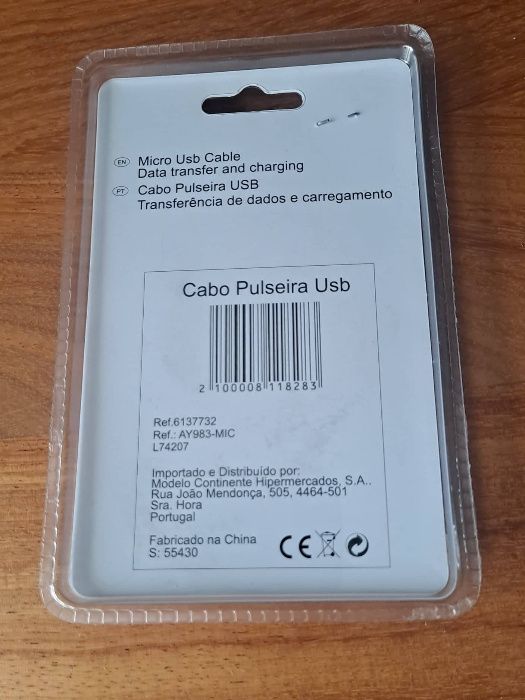 EN Micro Usb Cable
Data transfer and charging
PT Cabo Pulseira USB
Transferência de dados e carregamento
Cabo Pulseira Usb
2 100008 118283
Ref.6137732
Ref.: AY983-MIC
L74207
Importado e Distribuído por:
Modelo Continente Hipermercados, S.A..
Rua João Mendonça, 505, 4464-501
Sra. Hora
Portugal
Fabricado na China
S: 55430
CE